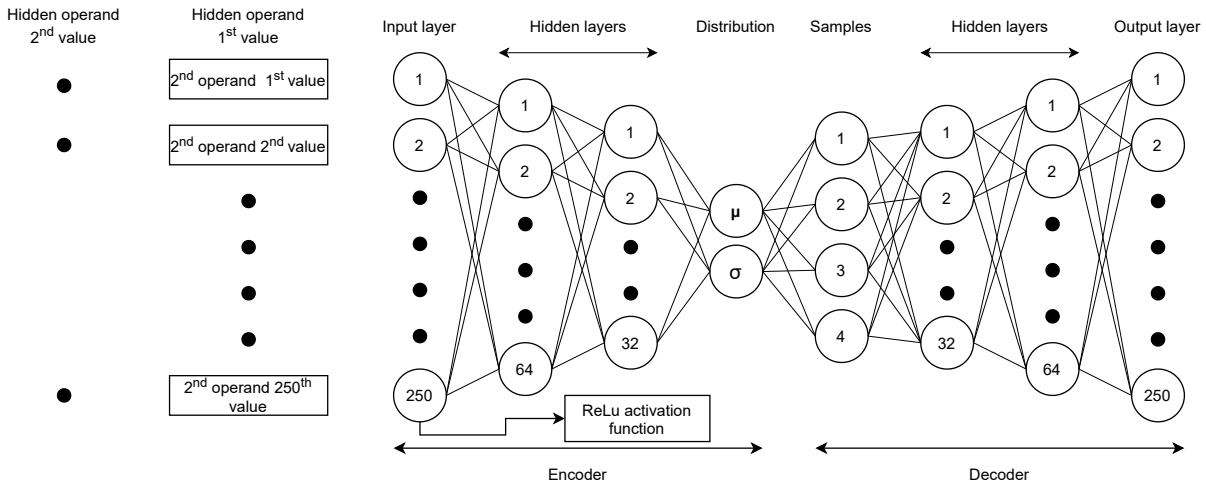 Hidden operand
2nd value
Hidden operand
1st value
2nd operand 1st value
2nd operand 2nd value
2nd operand 250th
value
Input layer
Hidden layers
Distribution
Samples
Hidden layers
Output layer
1
2
250
1
2
64
1
2
32
μ
σ
1
2
3
4
1
2
32
1
2
64
1
2
250
ReLu activation
function
Encoder
Decoder